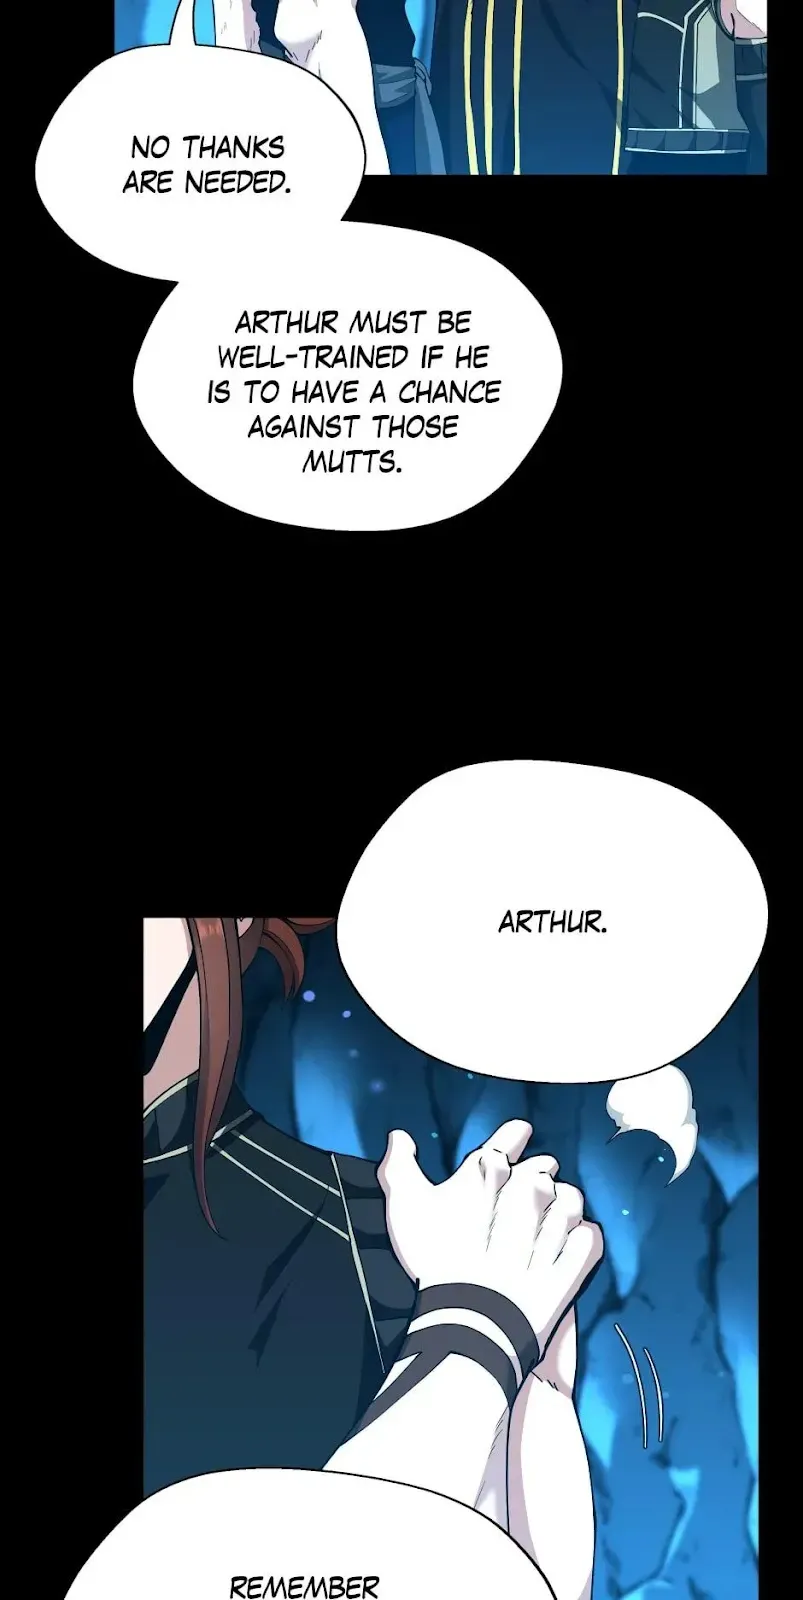 NO THANKS
ARE NEEDED.
ARTHUR MUST BE
WELL-TRAINED IF HE
IS TO HAVE A CHANCE
AGAINST THOSE
MUTTS.
ARTHUR.
REMEMBER